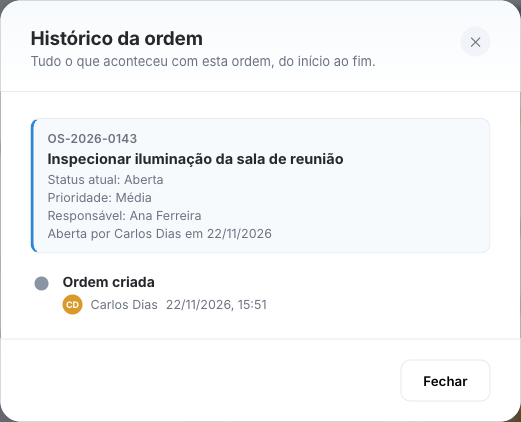 Histórico da ordem
Tudo o que aconteceu com esta ordem, do início ao fim.
OS-2026-0143
Inspecionar iluminação da sala de reunião
Status atual: Aberta
Prioridade: Média
Responsável: Ana Ferreira
Aberta por Carlos Dias em 22/11/2026
Ordem criada
CD Carlos Dias 22/11/2026, 15:51
Fechar